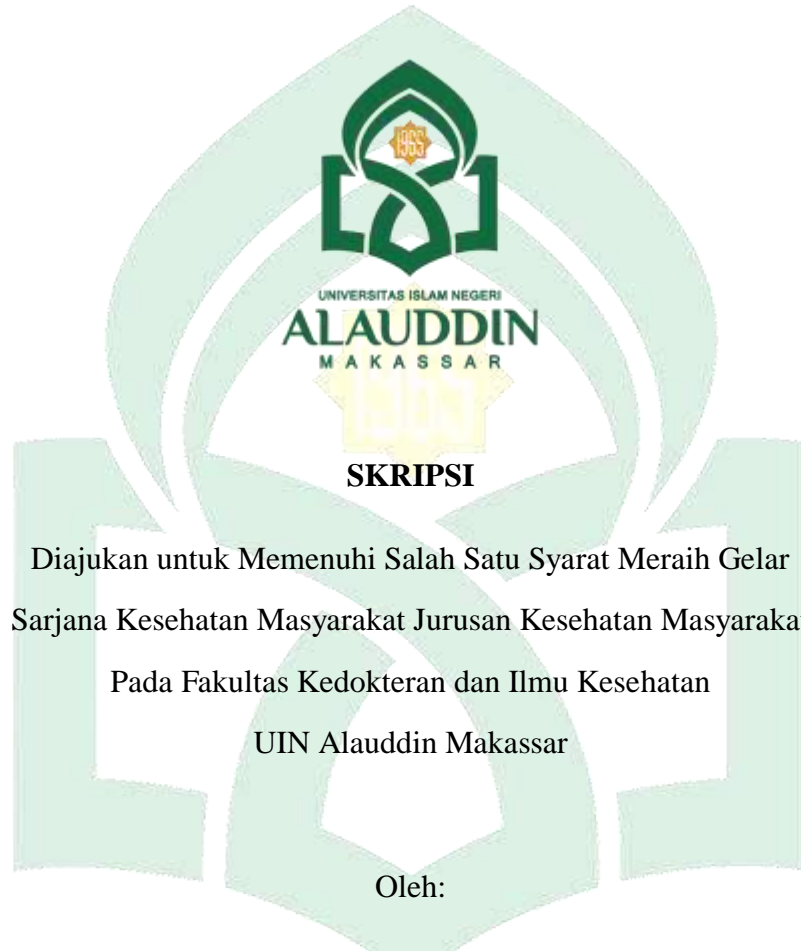 1965
UNIVERSITAS ISLAM NEGERI
ALAUDDIN
MAKASSAR
1965
SKRIPSI
Diajukan untuk Memenuhi Salah Satu Syarat Meraih Gelar
Sarjana Kesehatan Masyarakat Jurusan Kesehatan Masyaraka
Pada Fakultas Kedokteran dan Ilmu Kesehatan
UIN Alauddin Makassar
Oleh: